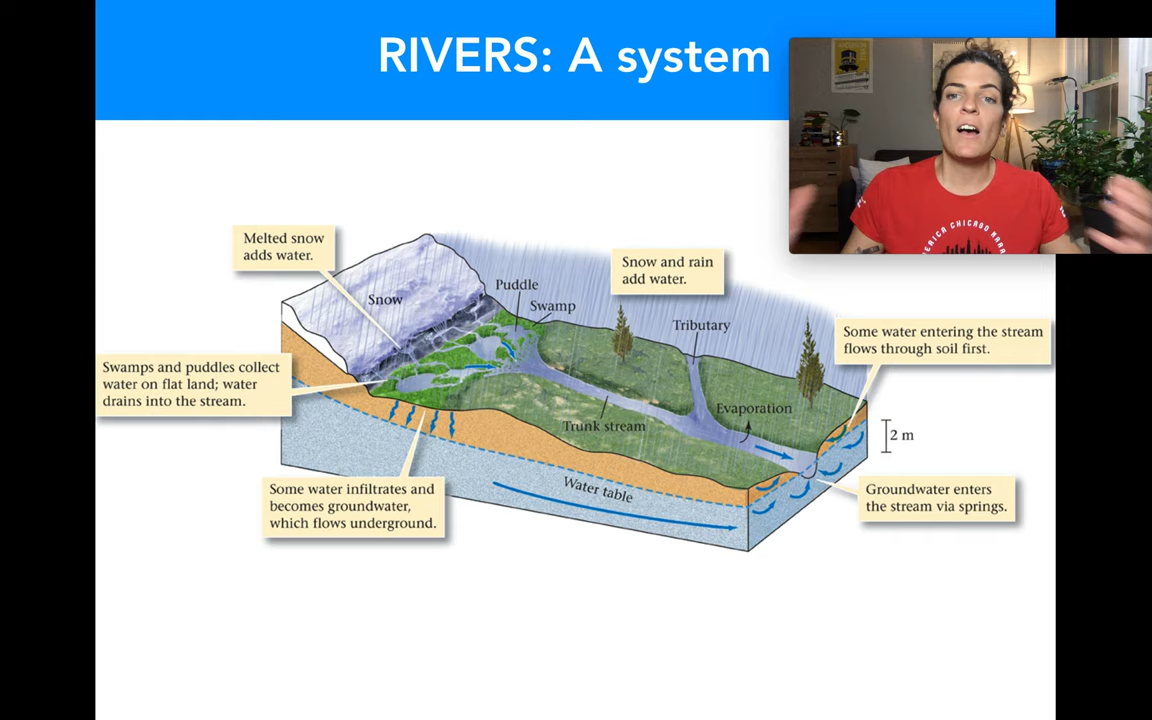 RIVERS: A system
Melted snow
adds water.
Snow
Puddle
Swamp
Snow and rain
add water.
Tributary
Some water entering the stream
flows through soil first.
Swamps and puddles collect
water on flat land; water
drains into the stream.
Evaporation
Trunk stream
2 m
Some water infiltrates and
becomes groundwater,
which flows underground.
Water table
Groundwater enters
the stream via springs.
CHICAGO